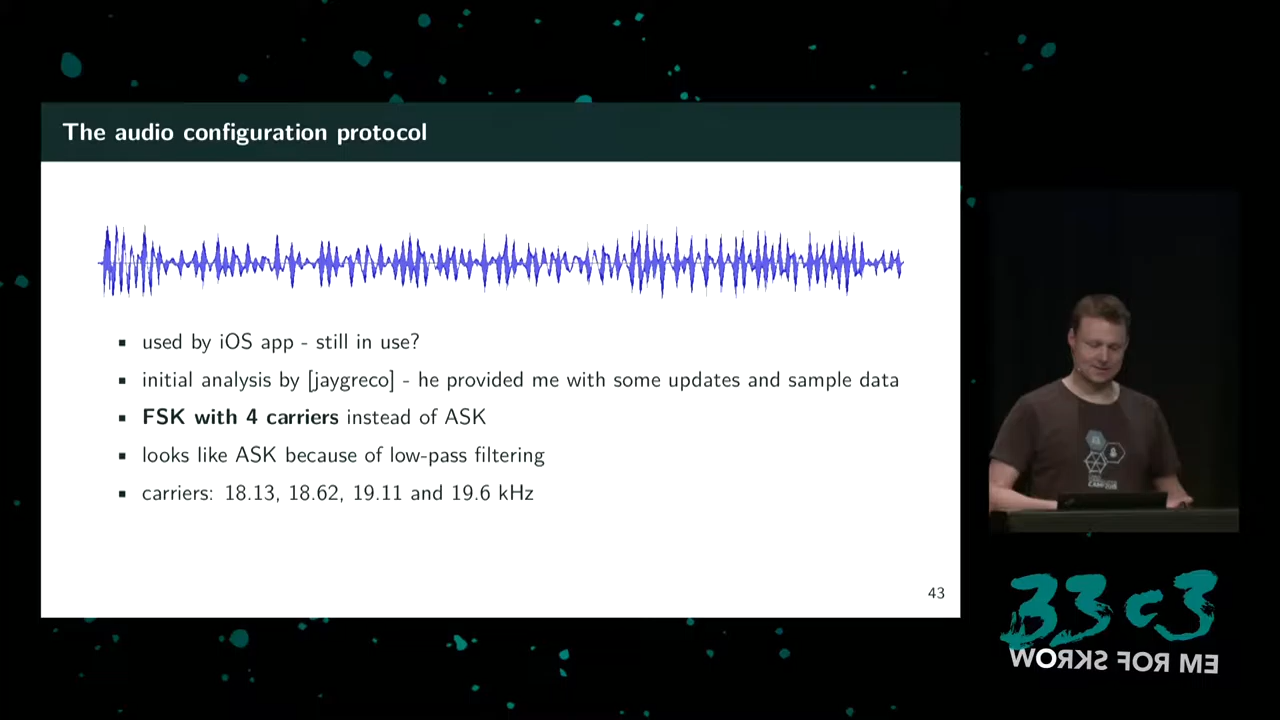 The audio configuration protocol
used by iOS app - still in use?
initial analysis by [jaygreco] - he provided me with some updates and sample data
FSK with 4 carriers instead of ASK
looks like ASK because of low-pass filtering
carriers: 18.13, 18.62, 19.11 and 19.6 kHz
43
33c3
WORKS FOR ME